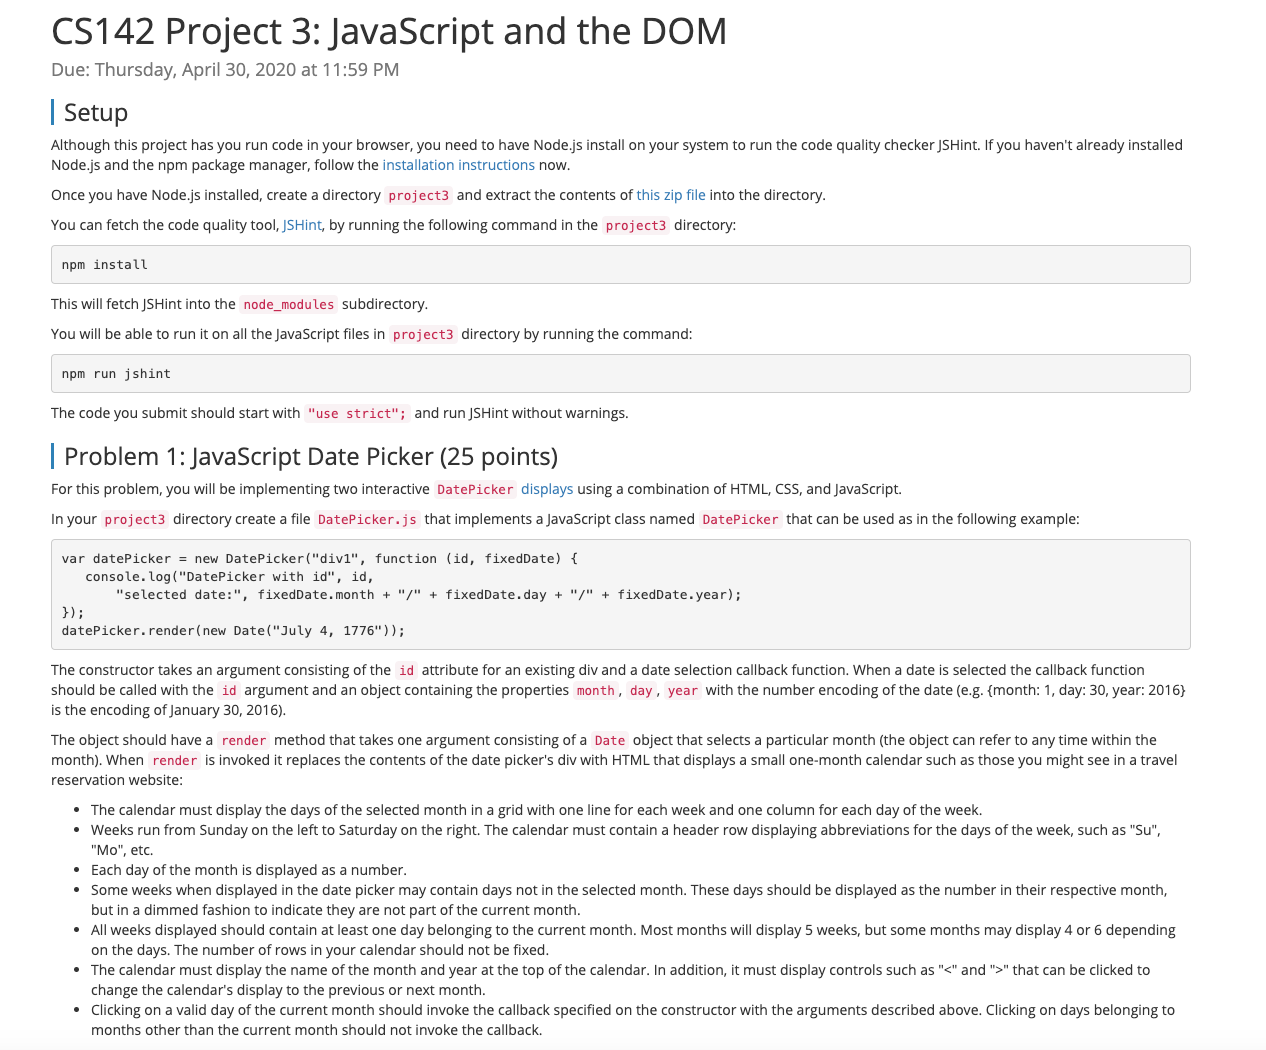 CS142 Project 3: JavaScript and the DOM
Due: Thursday, April 30, 2020 at 11:59 PM
Setup
Although this project has you run code in your browser, you need to have Node.js install on your system to run the code quality checker JSHint. If you haven't already installed
Node.js and the npm package manager, follow the installation instructions now.
Once you have Node.js installed, create a directory project3 and extract the contents of this zip file into the directory.
You can fetch the code quality tool, JSHint, by running the following command in the project3 directory:
npm install
This will fetch JSHint into the node_modules subdirectory.
You will be able to run it on all the JavaScript files in project3 directory by running the command:
npm run jshint
The code you submit should start with "use strict"; and run JSHint without warnings.
Problem 1: JavaScript Date Picker (25 points)
For this problem, you will be implementing two interactive DatePicker displays using a combination of HTML, CSS, and JavaScript.
In your project3 directory create a file DatePicker.js that implements a JavaScript class named DatePicker that can be used as in the following example:
var datePicker = new DatePicker("div1", function (id, fixedDate) {
   console.log("DatePicker with id", id,
       "selected date:", fixedDate.month + "/" + fixedDate.day + "/" + fixedDate.year);
});
datePicker.render(new Date("July 4, 1776"));
The constructor takes an argument consisting of the id attribute for an existing div and a date selection callback function. When a date is selected the callback function
should be called with the id argument and an object containing the properties month, day, year with the number encoding of the date (e.g. {month: 1, day: 30, year: 2016}
is the encoding of January 30, 2016).
The object should have a render method that takes one argument consisting of a Date object that selects a particular month (the object can refer to any time within the
month). When render is invoked it replaces the contents of the date picker's div with HTML that displays a small one-month calendar such as those you might see in a travel
reservation website:
• The calendar must display the days of the selected month in a grid with one line for each week and one column for each day of the week.
• Weeks run from Sunday on the left to Saturday on the right. The calendar must contain a header row displaying abbreviations for the days of the week, such as "Su",
"Mo", etc.
• Each day of the month is displayed as a number.
• Some weeks when displayed in the date picker may contain days not in the selected month. These days should be displayed as the number in their respective month,
but in a dimmed fashion to indicate they are not part of the current month.
• All weeks displayed should contain at least one day belonging to the current month. Most months will display 5 weeks, but some months may display 4 or 6 depending
on the days. The number of rows in your calendar should not be fixed.
• The calendar must display the name of the month and year at the top of the calendar. In addition, it must display controls such as "<" and ">" that can be clicked to
change the calendar's display to the previous or next month.
• Clicking on a valid day of the current month should invoke the callback specified on the constructor with the arguments described above. Clicking on days belonging to
months other than the current month should not invoke the callback.